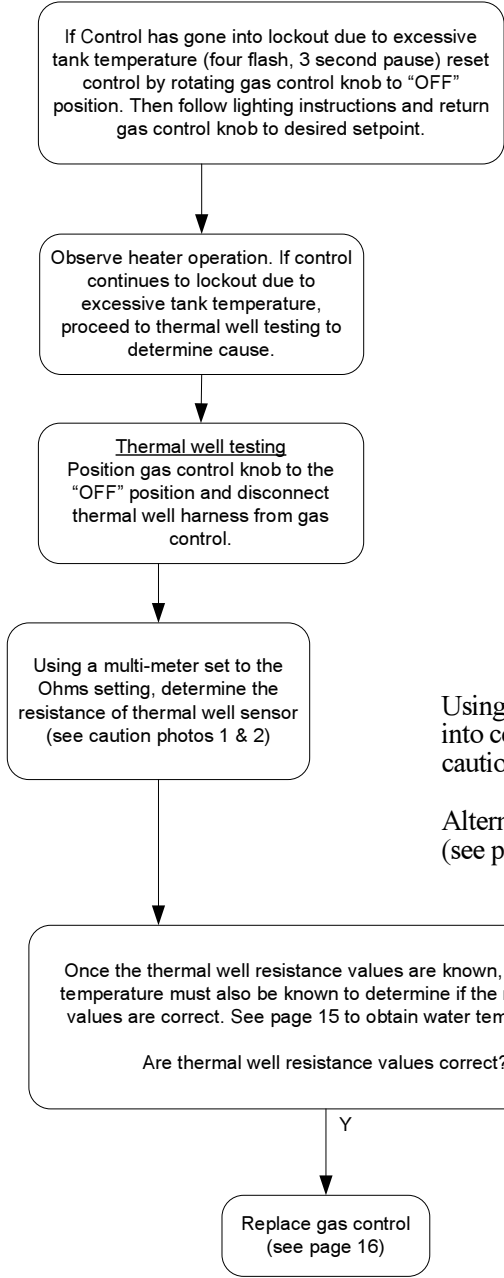 If Control has gone into lockout due to excessive
tank temperature (four flash, 3 second pause) reset
control by rotating gas control knob to “OFF”
position. Then follow lighting instructions and return
gas control knob to desired setpoint.
Observe heater operation. If control
continues to lockout due to
excessive tank temperature,
proceed to thermal well testing to
determine cause.
Thermal well testing
Position gas control knob to the
“OFF” position and disconnect
thermal well harness from gas
control.
Using a multi-meter set to the
Ohms setting, determine the
resistance of thermal well sensor
(see caution photos 1 & 2)
Using
into
cautio
Altern
(see
Once the thermal well resistance values are known,
temperature must also be known to determine if the
values are correct. See page 15 to obtain water tem
Are thermal well resistance values correct?
Y
Replace gas control
(see page 16)